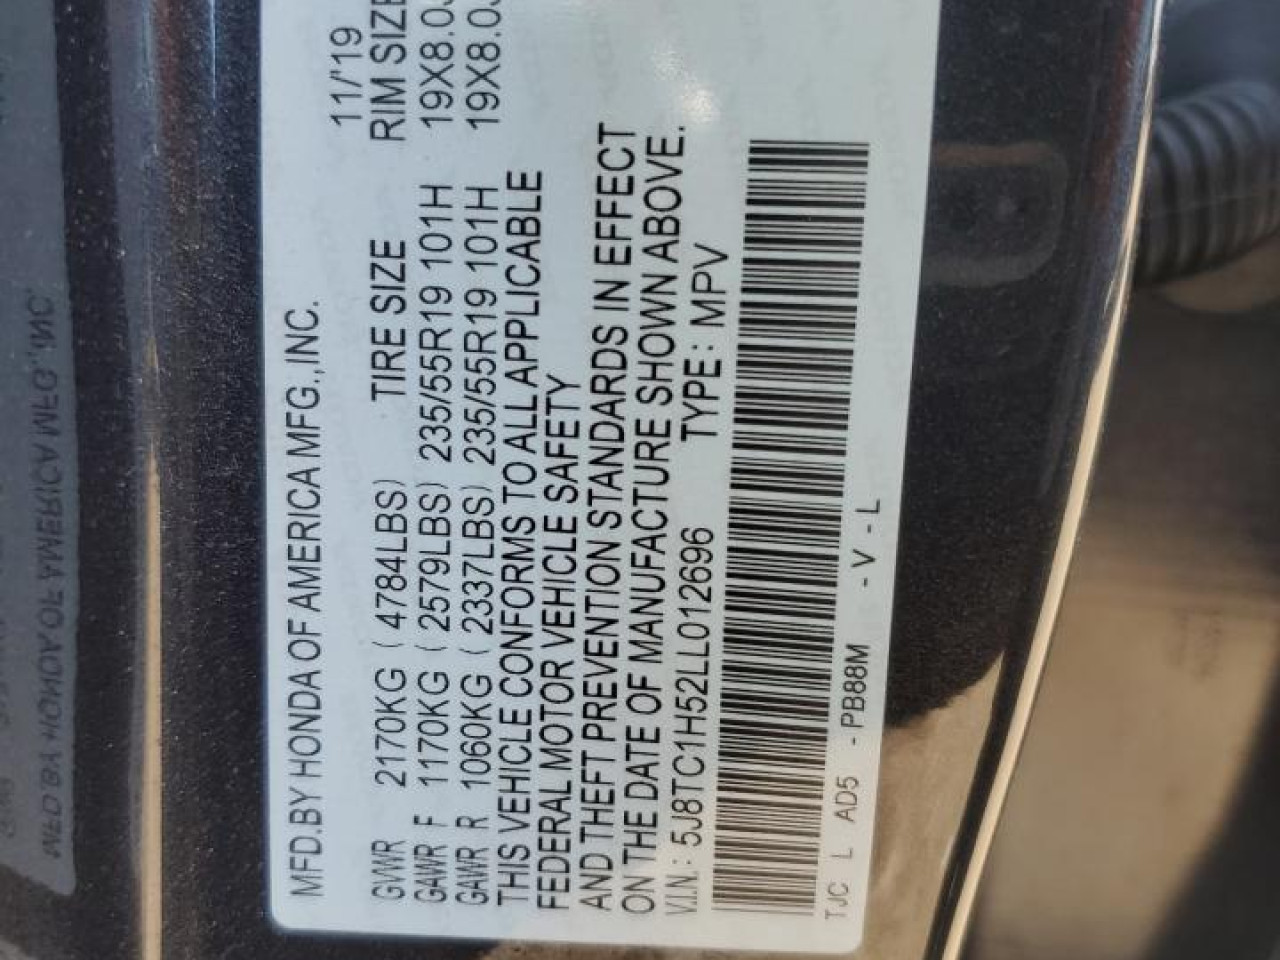 MFD.BY HONDA OF AMERICA MFG.,INC. 11/'19
GVWR 2170KG ( 4784LBS) TIRE SIZE RIM SIZE
GAWR F 1170KG ( 2579LBS) 235/55R19 101H 19X8.0J
GAWR R 1060KG ( 2337LBS) 235/55R19 101H 19X8.0J
THIS VEHICLE CONFORMS TO ALL APPLICABLE
FEDERAL MOTOR VEHICLE SAFETY
AND THEFT PREVENTION STANDARDS IN EFFECT
ON THE DATE OF MANUFACTURE SHOWN ABOVE.
V.I.N.: 5J8TC1H52LL012696 TYPE: MPV
TJC L AD5 - PB88M - V - L